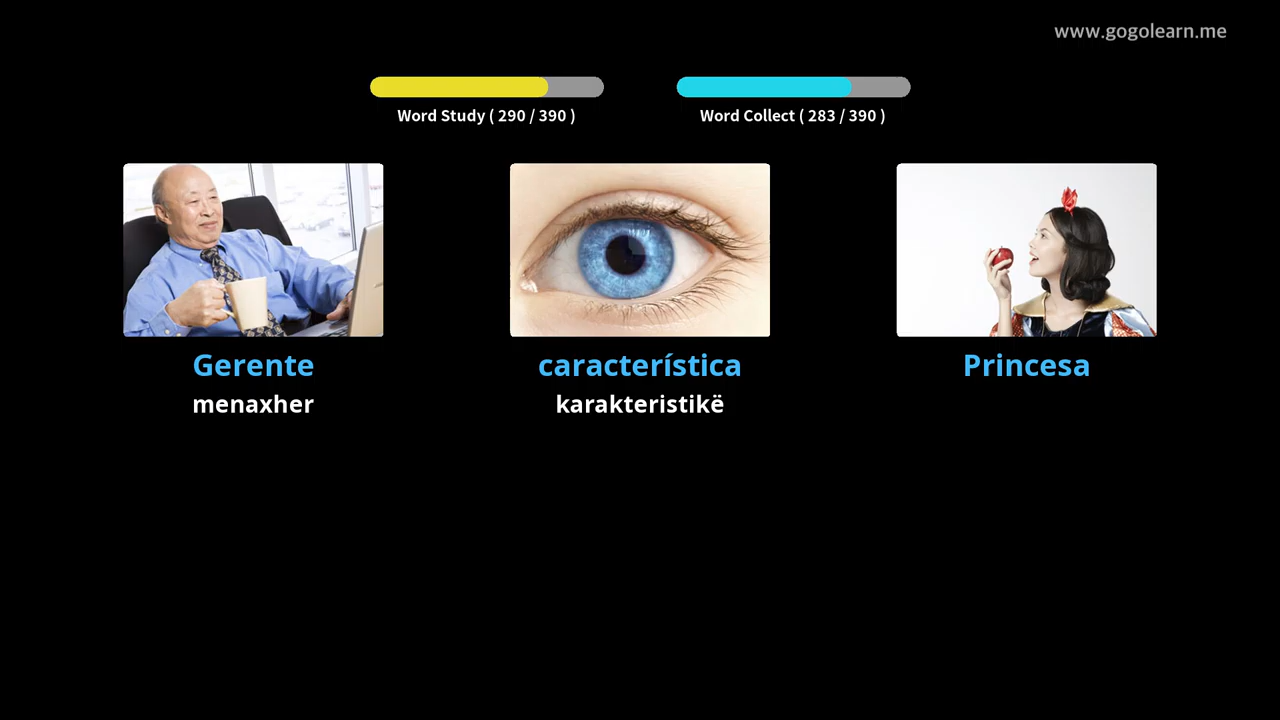 www.gogolearn.me
Word Study ( 290 / 390 )
Word Collect ( 283 / 390 )
Gerente
menaxher
característica
karakteristikë
Princesa